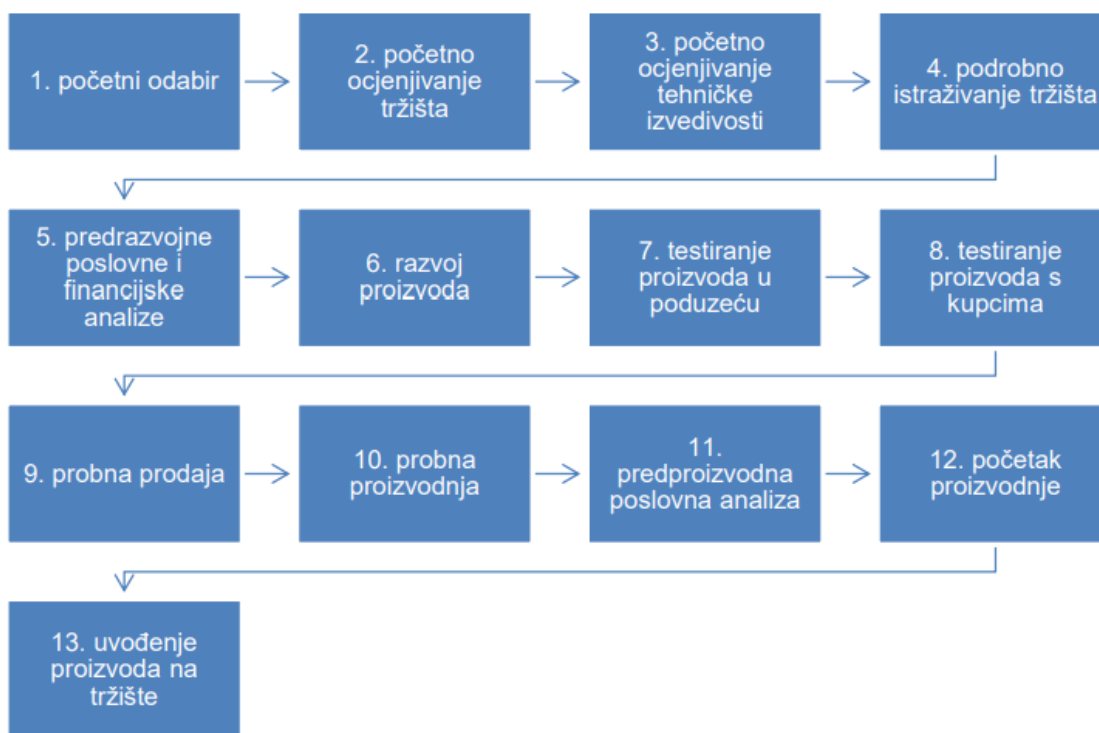 1. početni odabir
2. početno
ocjenjivanje
tržišta
3. početno
ocjenjivanje
tehničke
izvedivosti
4. podrobno
istraživanje tržišta
5. predrazvojne
poslovne i
financijske
analize
6. razvoj
proizvoda
7. testiranje
proizvoda u
poduzeću
8. testiranje
proizvoda s
kupcima
9. probna prodaja
10. probna
proizvodnja
11.
predproizvodna
poslovna analiza
12. početak
proizvodnje
13. uvođenje
proizvoda na
tržište